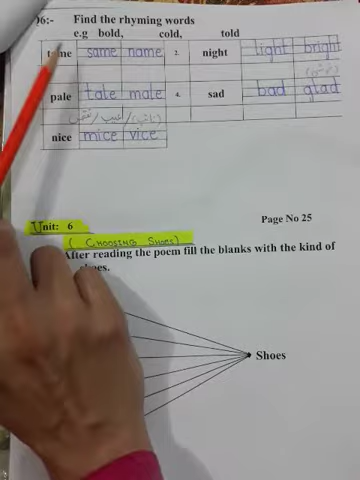 06:- Find the rhyming words
e.g bold, cold, told
same name 2. night light bright
pale tale male 4. sad bad glad
nice mice vice
Unit: 6 Page No 25
( CHOOSING SHOES)
After reading the poem fill the blanks with the kind of
shoes.
Shoes